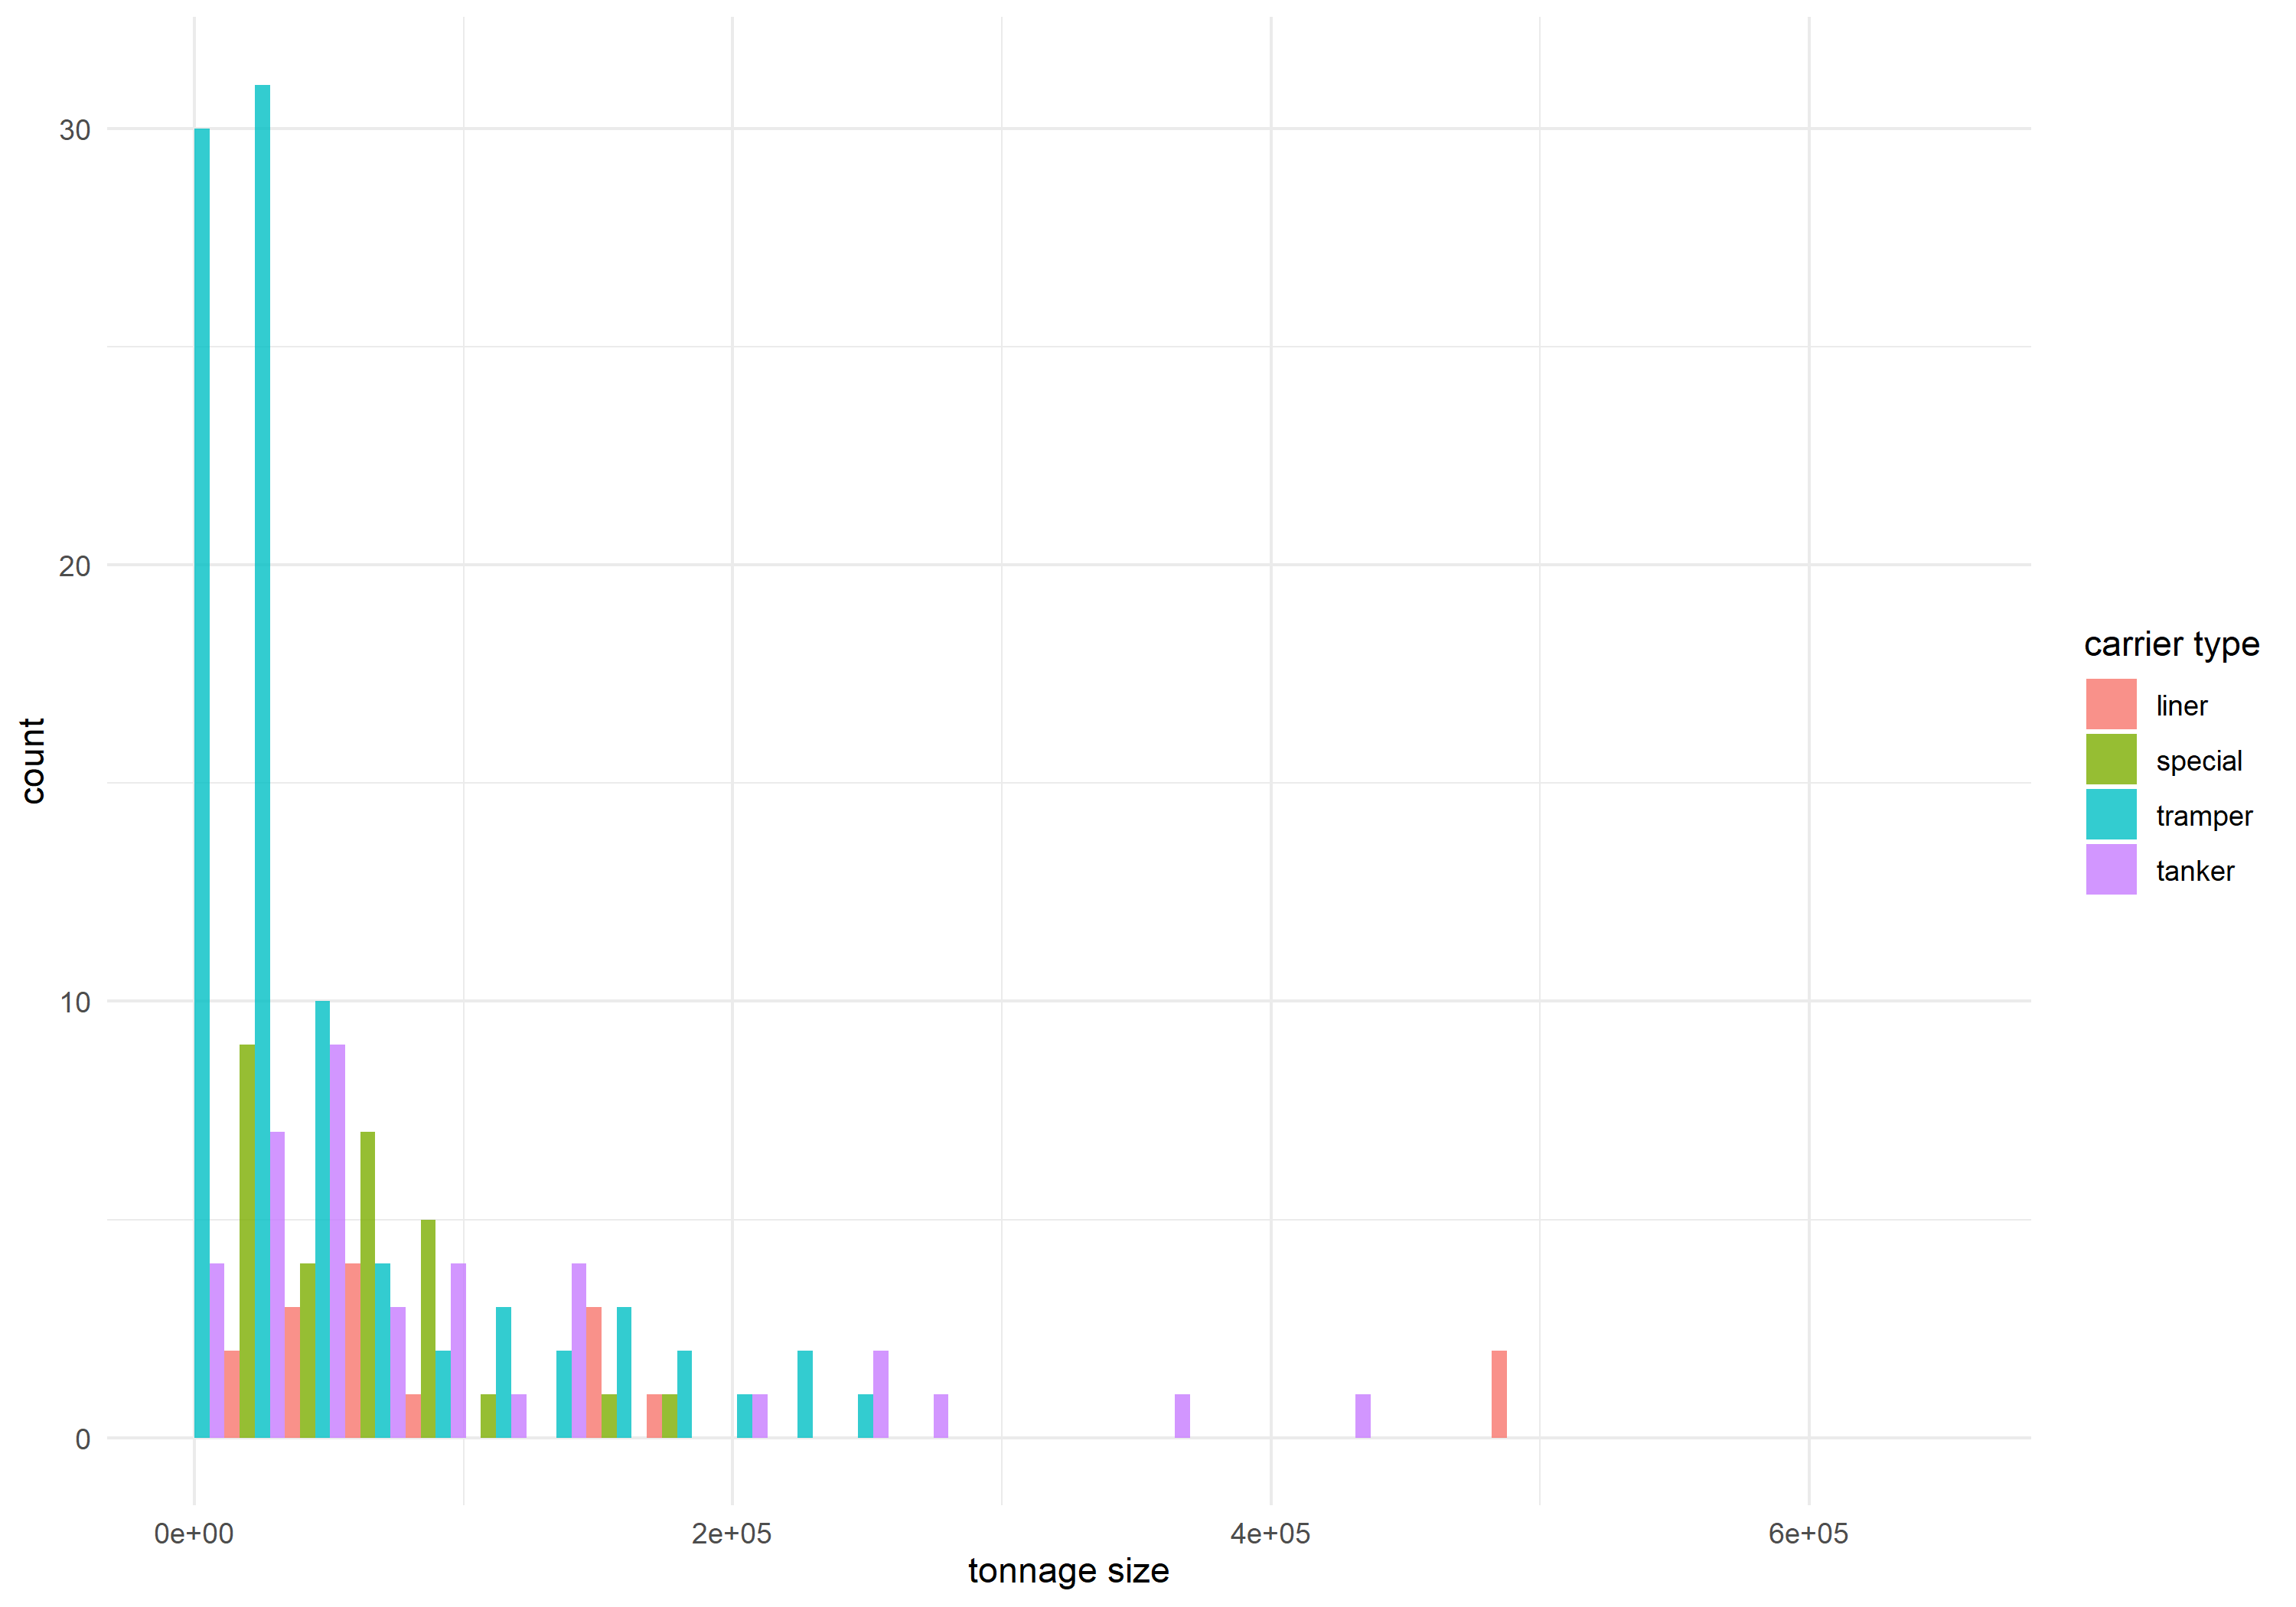 30
20
10
0
count
0e+00 2e+05 4e+05 6e+05
tonnage size
carrier type
liner
special
tramper
tanker